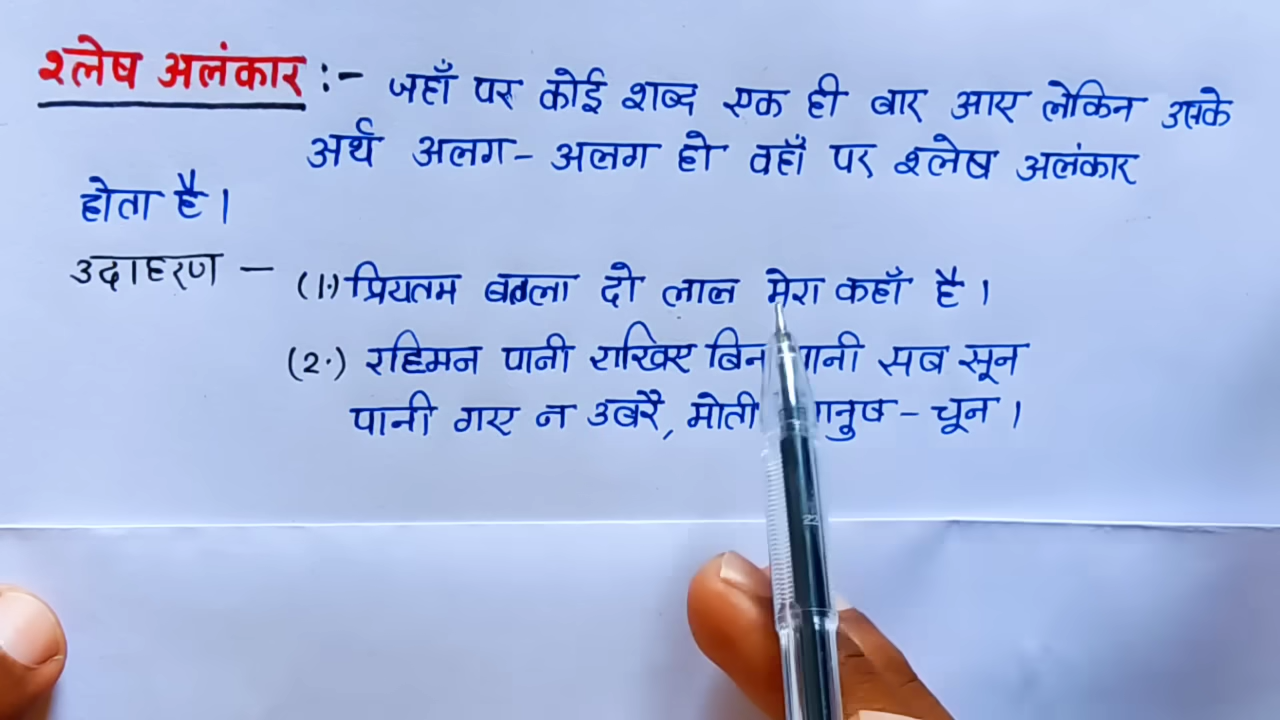 श्लेष अलंकार :- जहाँ पर कोई शब्द एक ही बार आए लेकिन उसके
अर्थ अलग - अलग हो वहाँ पर श्लेष अलंकार
होता है।
उदाहरण - (1.) प्रियतम बतला दो लाल मेरा कहाँ है।
(2.) रहिमन पानी राखिए बिन पानी सब सून
पानी गए न उबरै, मोती मानुष - चून।
22